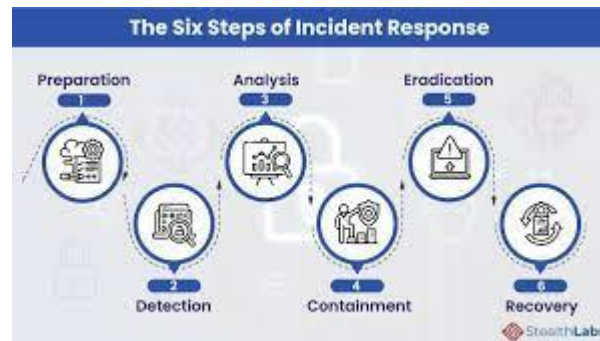 The Six Steps of Incident Response
Preparation
1
Detection
2
Analysis
3
Containment
4
Eradication
5
Recovery
6
StealthLabs